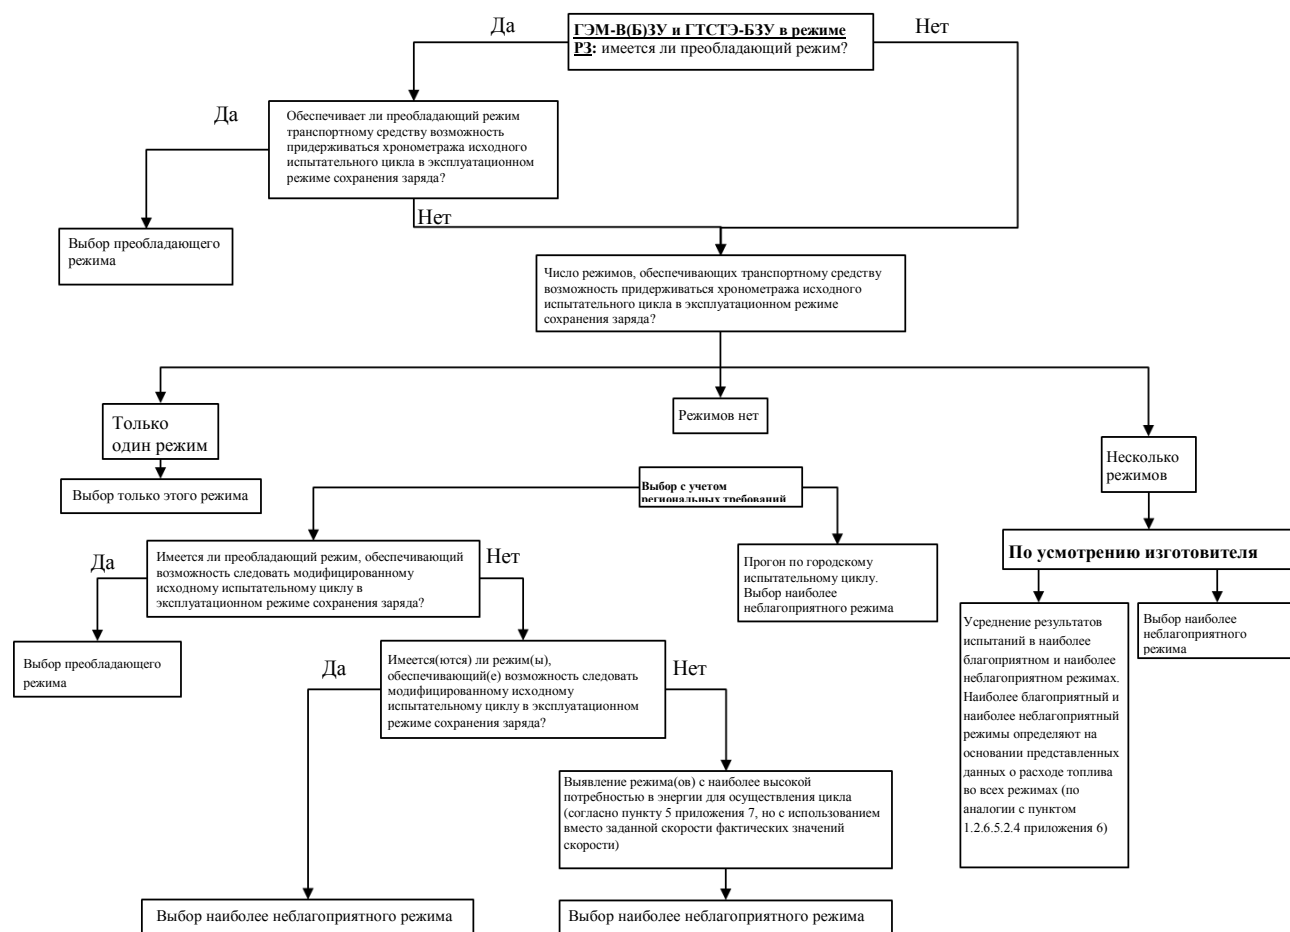 Да
ГЭМ-В(Б)ЗУ и ГТСТЭ-БЗУ в режиме
РЗ: имеется ли преобладающий режим?
Нет
Да
Обеспечивает ли преобладающий режим
транспортному средству возможность
придерживаться хронометража исходного
испытательного цикла в эксплуатационном
режиме сохранения заряда?
Нет
Выбор преобладающего
режима
Число режимов, обеспечивающих транспортному средству
возможность придерживаться хронометража исходного
испытательного цикла в эксплуатационном режиме
сохранения заряда?
Только
один режим
Режимов нет
Несколько
режимов
Выбор только этого режима
Выбор с учетом
региональных требований
По усмотрению изготовителя
Да
Имеется ли преобладающий режим, обеспечивающий
возможность следовать модифицированному
исходному испытательному циклу в
эксплуатационном режиме сохранения заряда?
Нет
Прогон по городскому
испытательному циклу.
Выбор наиболее
неблагоприятного режима
Усреднение результатов
испытаний в наиболее
благоприятном и наиболее
неблагоприятном режимах.
Наиболее благоприятный и
наиболее неблагоприятный
режимы определяют на
основании представленных
данных о расходе топлива
во всех режимах (по
аналогии с пунктом
1.2.6.5.2.4 приложения 6)
Выбор наиболее
неблагоприятного
режима
Выбор преобладающего
режима
Да
Имеется(ются) ли режим(ы),
обеспечивающий(е) возможность следовать
модифицированному исходному
испытательному циклу в эксплуатационном
режиме сохранения заряда?
Нет
Выявление режима(ов) с наиболее высокой
потребностью в энергии для осуществления цикла
(согласно пункту 5 приложения 7, но с использованием
вместо заданной скорости фактических значений
скорости)
Выбор наиболее неблагоприятного режима
Выбор наиболее неблагоприятного режима